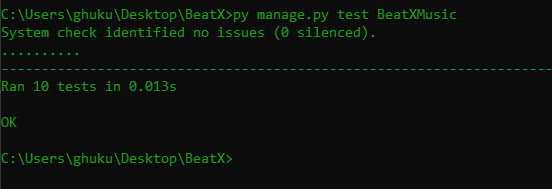 C:\Users\ghuku\Desktop\BeatX>py manage.py test BeatXMusic
System check identified no issues (0 silenced).
..........
----------------------------------------------------------------------
Ran 10 tests in 0.013s
OK
C:\Users\ghuku\Desktop\BeatX>